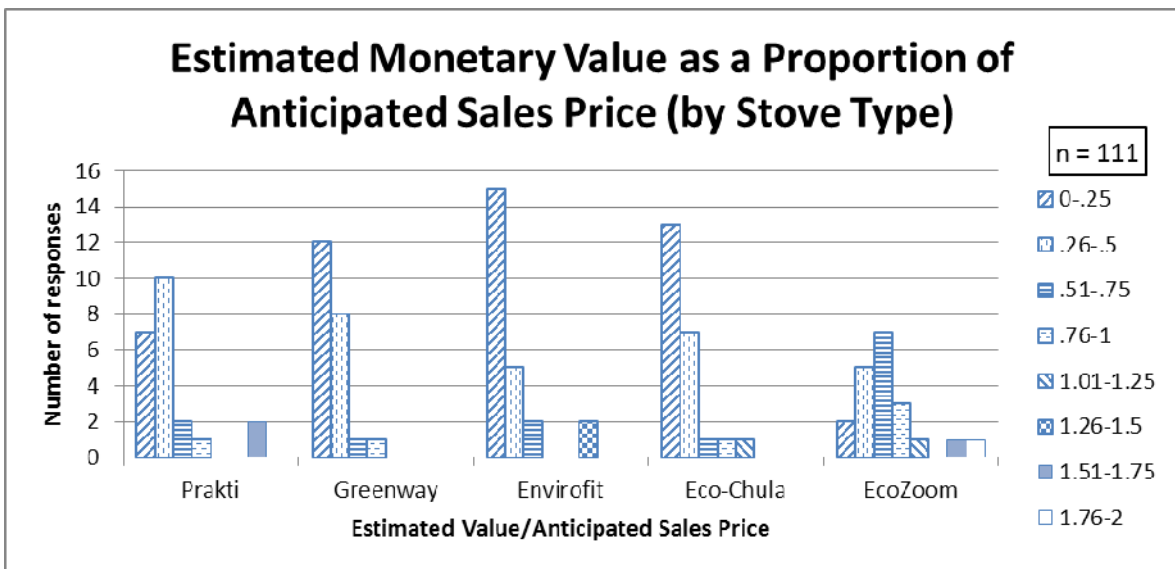 Estimated Monetary Value as a Proportion of
Anticipated Sales Price (by Stove Type)
n = 111
Number of responses
16
14
12
10
8
6
4
2
0
Prakti
Greenway
Envirofit
Eco-Chula
EcoZoom
Estimated Value/Anticipated Sales Price
0-.25
.26-.5
.51-.75
.76-1
1.01-1.25
1.26-1.5
1.51-1.75
1.76-2